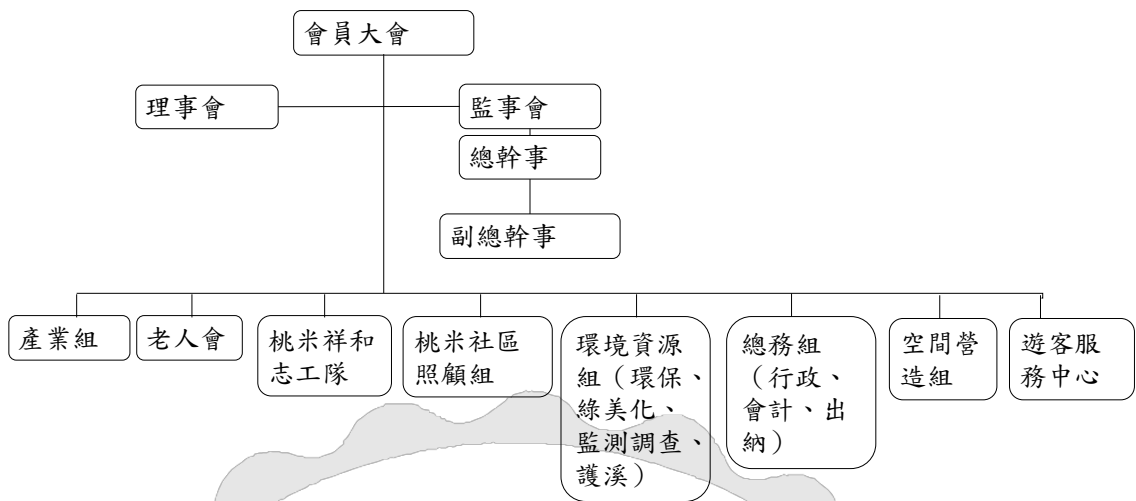 會員大會
理事會
監事會
總幹事
副總幹事
產業組
老人會
桃米祥和
志工隊
桃米社區
照顧組
環境資源
組（環保、
綠美化、
監測調查、
護溪）
總務組
（行政、
會計、出
納）
空間營
造組
遊客服
務中心